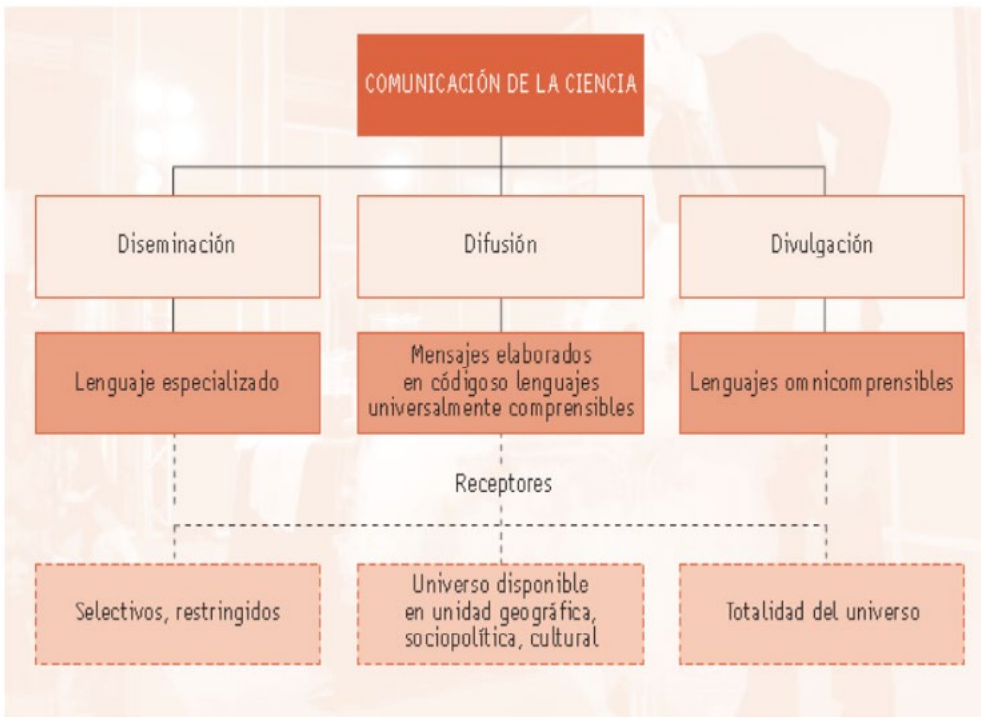 COMUNICACIÓN DE LA CIENCIA
Diseminación
Difusión
Divulgación
Lenguaje especializado
Mensajes elaborados
en códigoso lenguajes
universalmente comprensibles
Lenguajes omnicomprensibles
Receptores
Selectivos, restringidos
Universo disponible
en unidad geográfica,
sociopolítica, cultural
Totalidad del universo